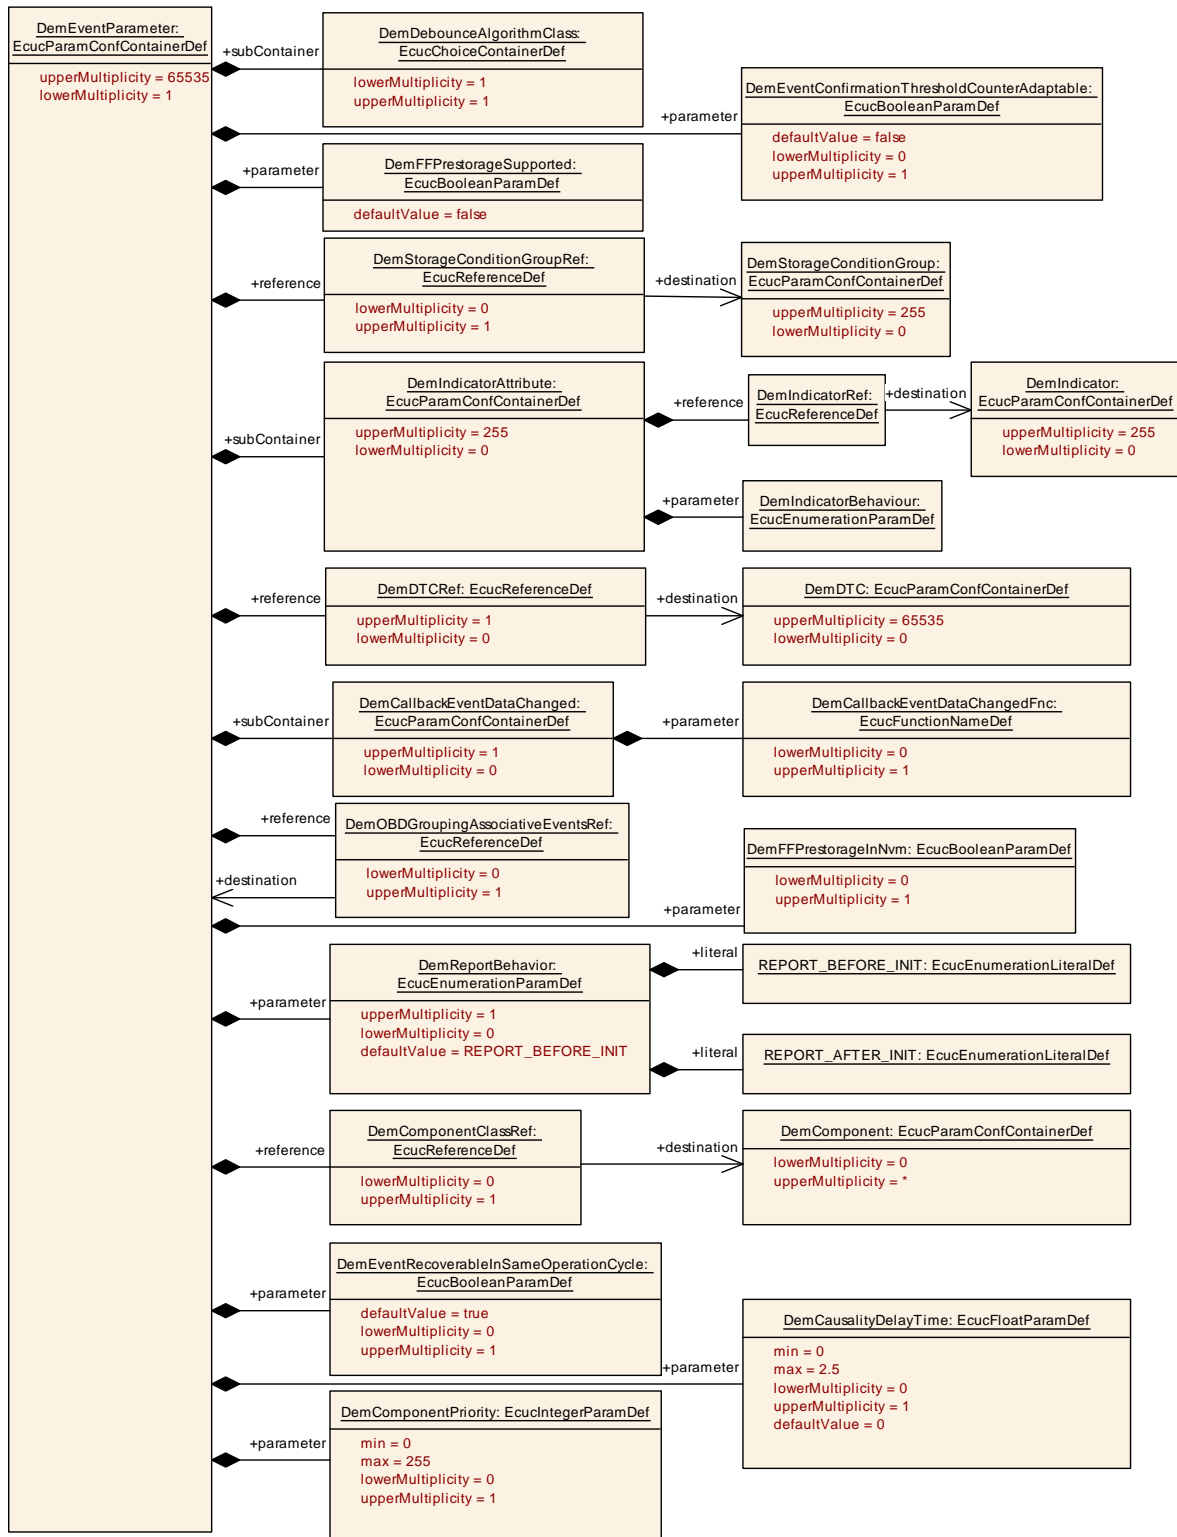 DemEventParameter:
EcucParamConfContainerDef
upperMultiplicity = 65535
lowerMultiplicity = 1
+subContainer
DemDebounceAlgorithmClass:
EcucChoiceContainerDef
lowerMultiplicity = 1
upperMultiplicity = 1
+parameter
DemEventConfirmationThresholdCounterAdaptable:
EcucBooleanParamDef
defaultValue = false
lowerMultiplicity = 0
upperMultiplicity = 1
+parameter
DemFFPrestorageSupported:
EcucBooleanParamDef
defaultValue = false
+reference
DemStorageConditionGroupRef:
EcucReferenceDef
lowerMultiplicity = 0
upperMultiplicity = 1
+destination
DemStorageConditionGroup:
EcucParamConfContainerDef
upperMultiplicity = 255
lowerMultiplicity = 0
+subContainer
DemIndicatorAttribute:
EcucParamConfContainerDef
upperMultiplicity = 255
lowerMultiplicity = 0
+reference
DemIndicatorRef:
EcucReferenceDef
+destination
DemIndicator:
EcucParamConfContainerDef
upperMultiplicity = 255
lowerMultiplicity = 0
+parameter
DemIndicatorBehaviour:
EcucEnumerationParamDef
+reference
DemDTCRef: EcucReferenceDef
upperMultiplicity = 1
lowerMultiplicity = 0
+destination
DemDTC: EcucParamConfContainerDef
upperMultiplicity = 65535
lowerMultiplicity = 0
+subContainer
DemCallbackEventDataChanged:
EcucParamConfContainerDef
upperMultiplicity = 1
lowerMultiplicity = 0
+parameter
DemCallbackEventDataChangedFnc:
EcucFunctionNameDef
lowerMultiplicity = 0
upperMultiplicity = 1
+reference
DemOBDGroupingAssociativeEventsRef:
EcucReferenceDef
lowerMultiplicity = 0
upperMultiplicity = 1
+destination
+parameter
DemFFPrestorageInNvm: EcucBooleanParamDef
lowerMultiplicity = 0
upperMultiplicity = 1
+parameter
DemReportBehavior:
EcucEnumerationParamDef
upperMultiplicity = 1
lowerMultiplicity = 0
defaultValue = REPORT_BEFORE_INIT
+literal
REPORT_BEFORE_INIT: EcucEnumerationLiteralDef
+literal
REPORT_AFTER_INIT: EcucEnumerationLiteralDef
+reference
DemComponentClassRef:
EcucReferenceDef
lowerMultiplicity = 0
upperMultiplicity = 1
+destination
DemComponent: EcucParamConfContainerDef
lowerMultiplicity = 0
upperMultiplicity = *
+parameter
DemEventRecoverableInSameOperationCycle:
EcucBooleanParamDef
defaultValue = true
lowerMultiplicity = 0
upperMultiplicity = 1
+parameter
DemCausalityDelayTime: EcucFloatParamDef
min = 0
max = 2.5
lowerMultiplicity = 0
upperMultiplicity = 1
defaultValue = 0
+parameter
DemComponentPriority: EcucIntegerParamDef
min = 0
max = 255
lowerMultiplicity = 0
upperMultiplicity = 1